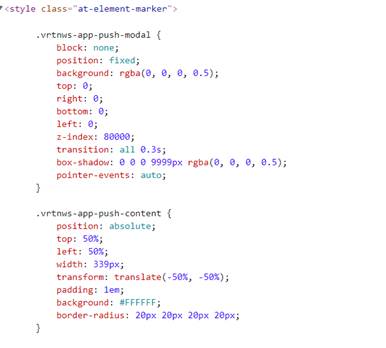 <style class="at-element-marker">
.vrtnws-app-push-modal {
block: none;
position: fixed;
background: rgba(0, 0, 0, 0.5);
top: 0;
right: 0;
bottom: 0;
left: 0;
z-index: 80000;
transition: all 0.3s;
box-shadow: 0 0 0 9999px rgba(0, 0, 0, 0.5);
pointer-events: auto;
}
.vrtnws-app-push-content {
position: absolute;
top: 50%;
left: 50%;
width: 339px;
transform: translate(-50%, -50%);
padding: 1em;
background: #FFFFFF;
border-radius: 20px 20px 20px 20px;
}